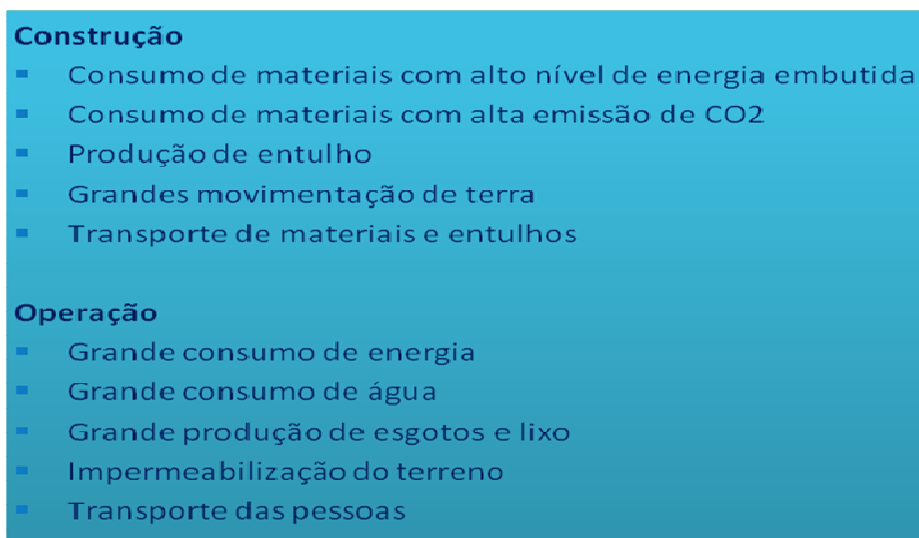 Construção
▪ Consumo de materiais com alto nível de energia embutida
▪ Consumo de materiais com alta emissão de CO2
▪ Produção de entulho
▪ Grandes movimentação de terra
▪ Transporte de materiais e entulhos
Operação
▪ Grande consumo de energia
▪ Grande consumo de água
▪ Grande produção de esgotos e lixo
▪ Impermeabilização do terreno
▪ Transporte das pessoas